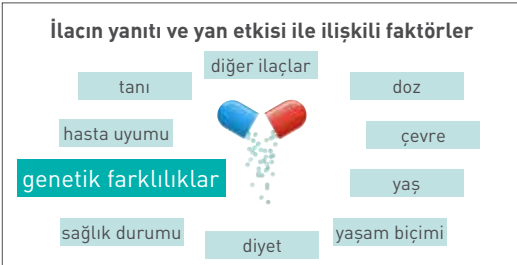 İlacın yanıtı ve yan etkisi ile ilişkili faktörler
diğer ilaçlar
tanı
doz
hasta uyumu
çevre
genetik farklılıklar
yaş
sağlık durumu
diyet
yaşam biçimi